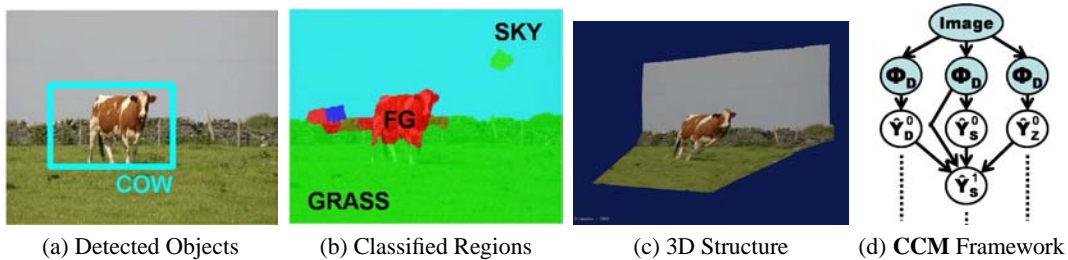 COW
(a) Detected Objects
SKY
FG
GRASS
(b) Classified Regions
(c) 3D Structure
Image
Φ_D Φ_D Φ_D
Ŷ_D^0 Ŷ_S^0 Ŷ_Z^0
Ŷ_S^1
(d) CCM Framework